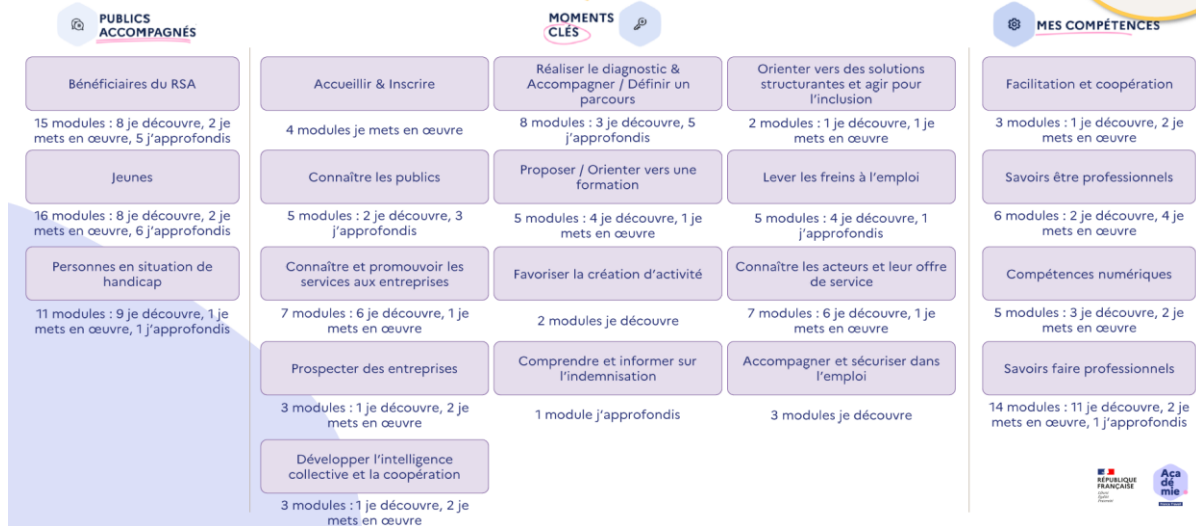 PUBLICS
ACCOMPAGNÉS
Bénéficiaires du RSA
15 modules : 8 je découvre, 2 je
mets en œuvre, 5 j’approfondis
Jeunes
16 modules : 8 je découvre, 2 je
mets en œuvre, 6 j’approfondis
Personnes en situation de
handicap
11 modules : 9 je découvre, 1 je
mets en œuvre, 1 j’approfondis
MOMENTS
CLÉS
Accueillir & Inscrire
4 modules je mets en œuvre
Connaître les publics
5 modules : 2 je découvre, 3
j’approfondis
Connaître et promouvoir les
services aux entreprises
7 modules : 6 je découvre, 1 je
mets en œuvre
Prospecter des entreprises
3 modules : 1 je découvre, 2 je
mets en œuvre
Développer l’intelligence
collective et la coopération
3 modules : 1 je découvre, 2 je
mets en œuvre
Réaliser le diagnostic &
Accompagner / Définir un
parcours
8 modules : 3 je découvre, 5
j’approfondis
Proposer / Orienter vers une
formation
5 modules : 4 je découvre, 1 je
mets en œuvre
Favoriser la création d’activité
2 modules je découvre
Comprendre et informer sur
l’indemnisation
1 module j’approfondis
Orienter vers des solutions
structurantes et agir pour
l’inclusion
2 modules : 1 je découvre, 1 je
mets en œuvre
Lever les freins à l’emploi
5 modules : 4 je découvre, 1
j’approfondis
Connaître les acteurs et leur offre
de service
7 modules : 6 je découvre, 1 je
mets en œuvre
Accompagner et sécuriser dans
l’emploi
3 modules je découvre
MES COMPÉTENCES
Facilitation et coopération
3 modules : 1 je découvre, 2 je
mets en œuvre
Savoirs être professionnels
6 modules : 2 je découvre, 4 je
mets en œuvre
Compétences numériques
5 modules : 3 je découvre, 2 je
mets en œuvre
Savoirs faire professionnels
14 modules : 11 je découvre, 2 je
mets en œuvre, 1 j’approfondis
RÉPUBLIQUE
FRANÇAISE
Aca
dé
mie